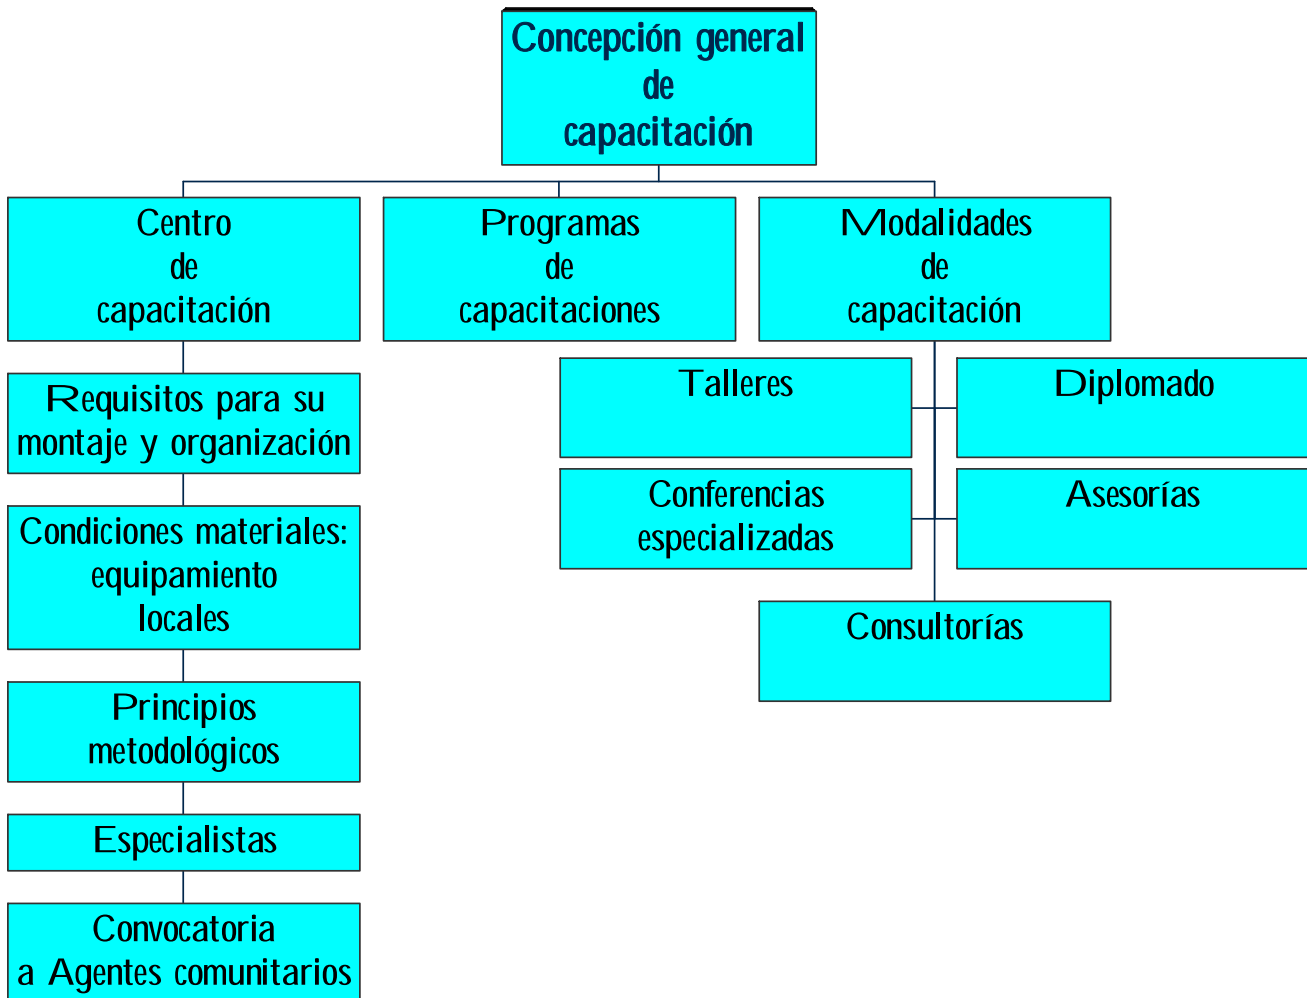 Concepción general
de
capacitación
Centro
de
capacitación
Programas
de
capacitaciones
Modalidades
de
capacitación
Requisitos para su
montaje y organización
Condiciones materiales:
equipamiento
locales
Principios
metodológicos
Especialistas
Convocatoria
a Agentes comunitarios
Talleres
Diplomado
Conferencias
especializadas
Asesorías
Consultorías